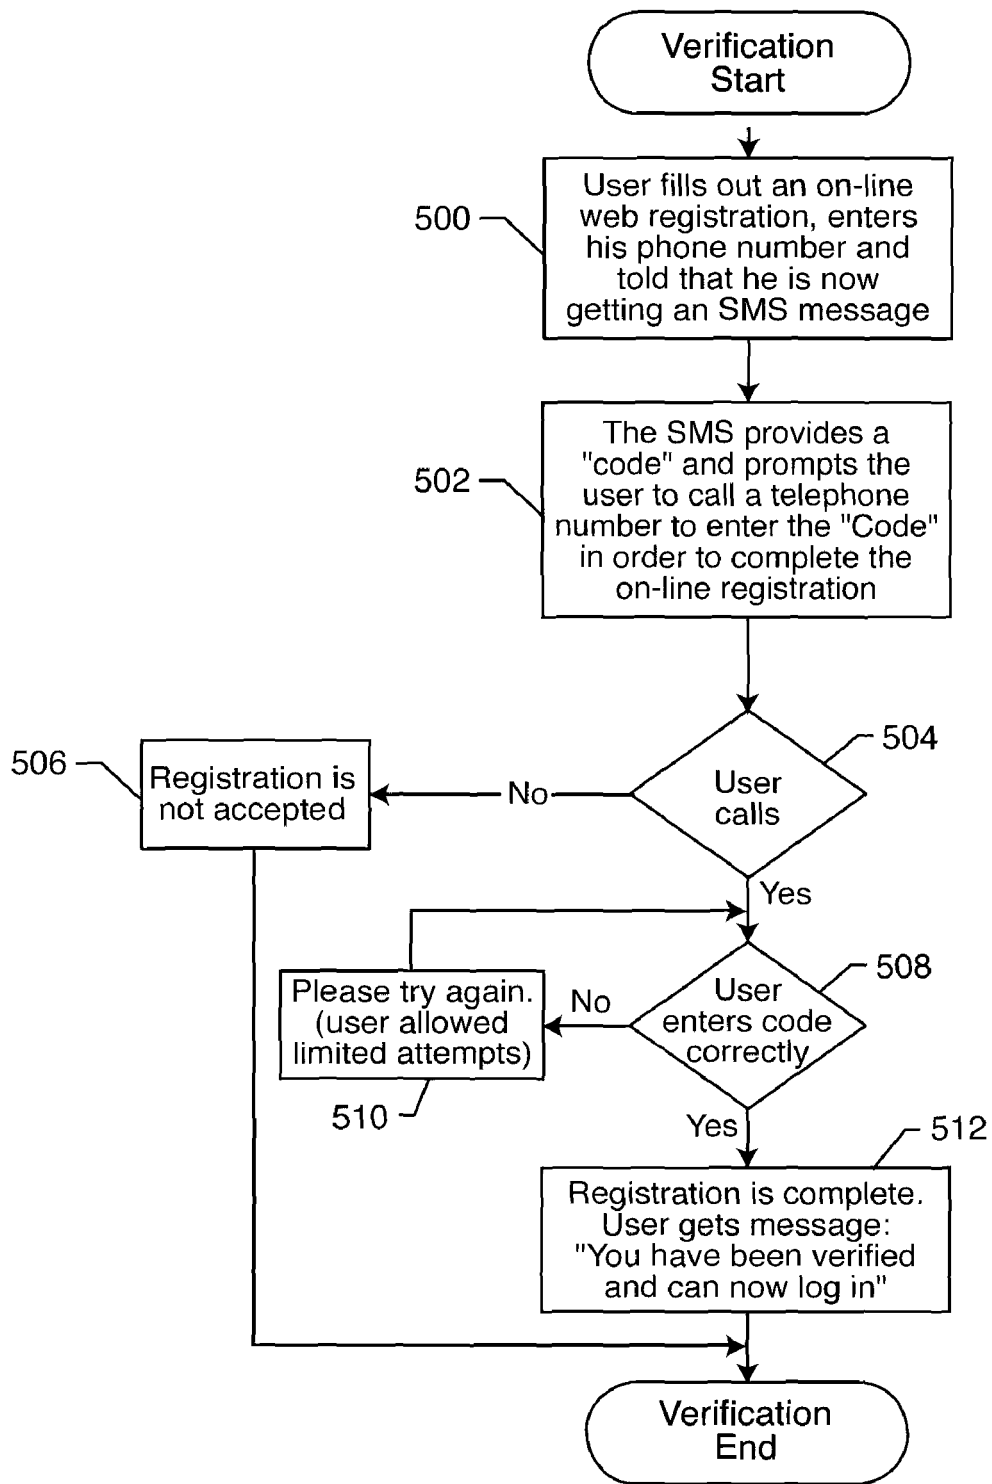 Verification
Start
500
User fills out an on-line
web registration, enters
his phone number and
told that he is now
getting an SMS message
502
The SMS provides a
"code" and prompts the
user to call a telephone
number to enter the "Code"
in order to complete the
on-line registration
504
User
calls
No
506
Registration is
not accepted
Yes
508
User
enters code
correctly
No
Please try again.
(user allowed
limited attempts)
510
Yes
512
Registration is complete.
User gets message:
"You have been verified
and can now log in"
Verification
End